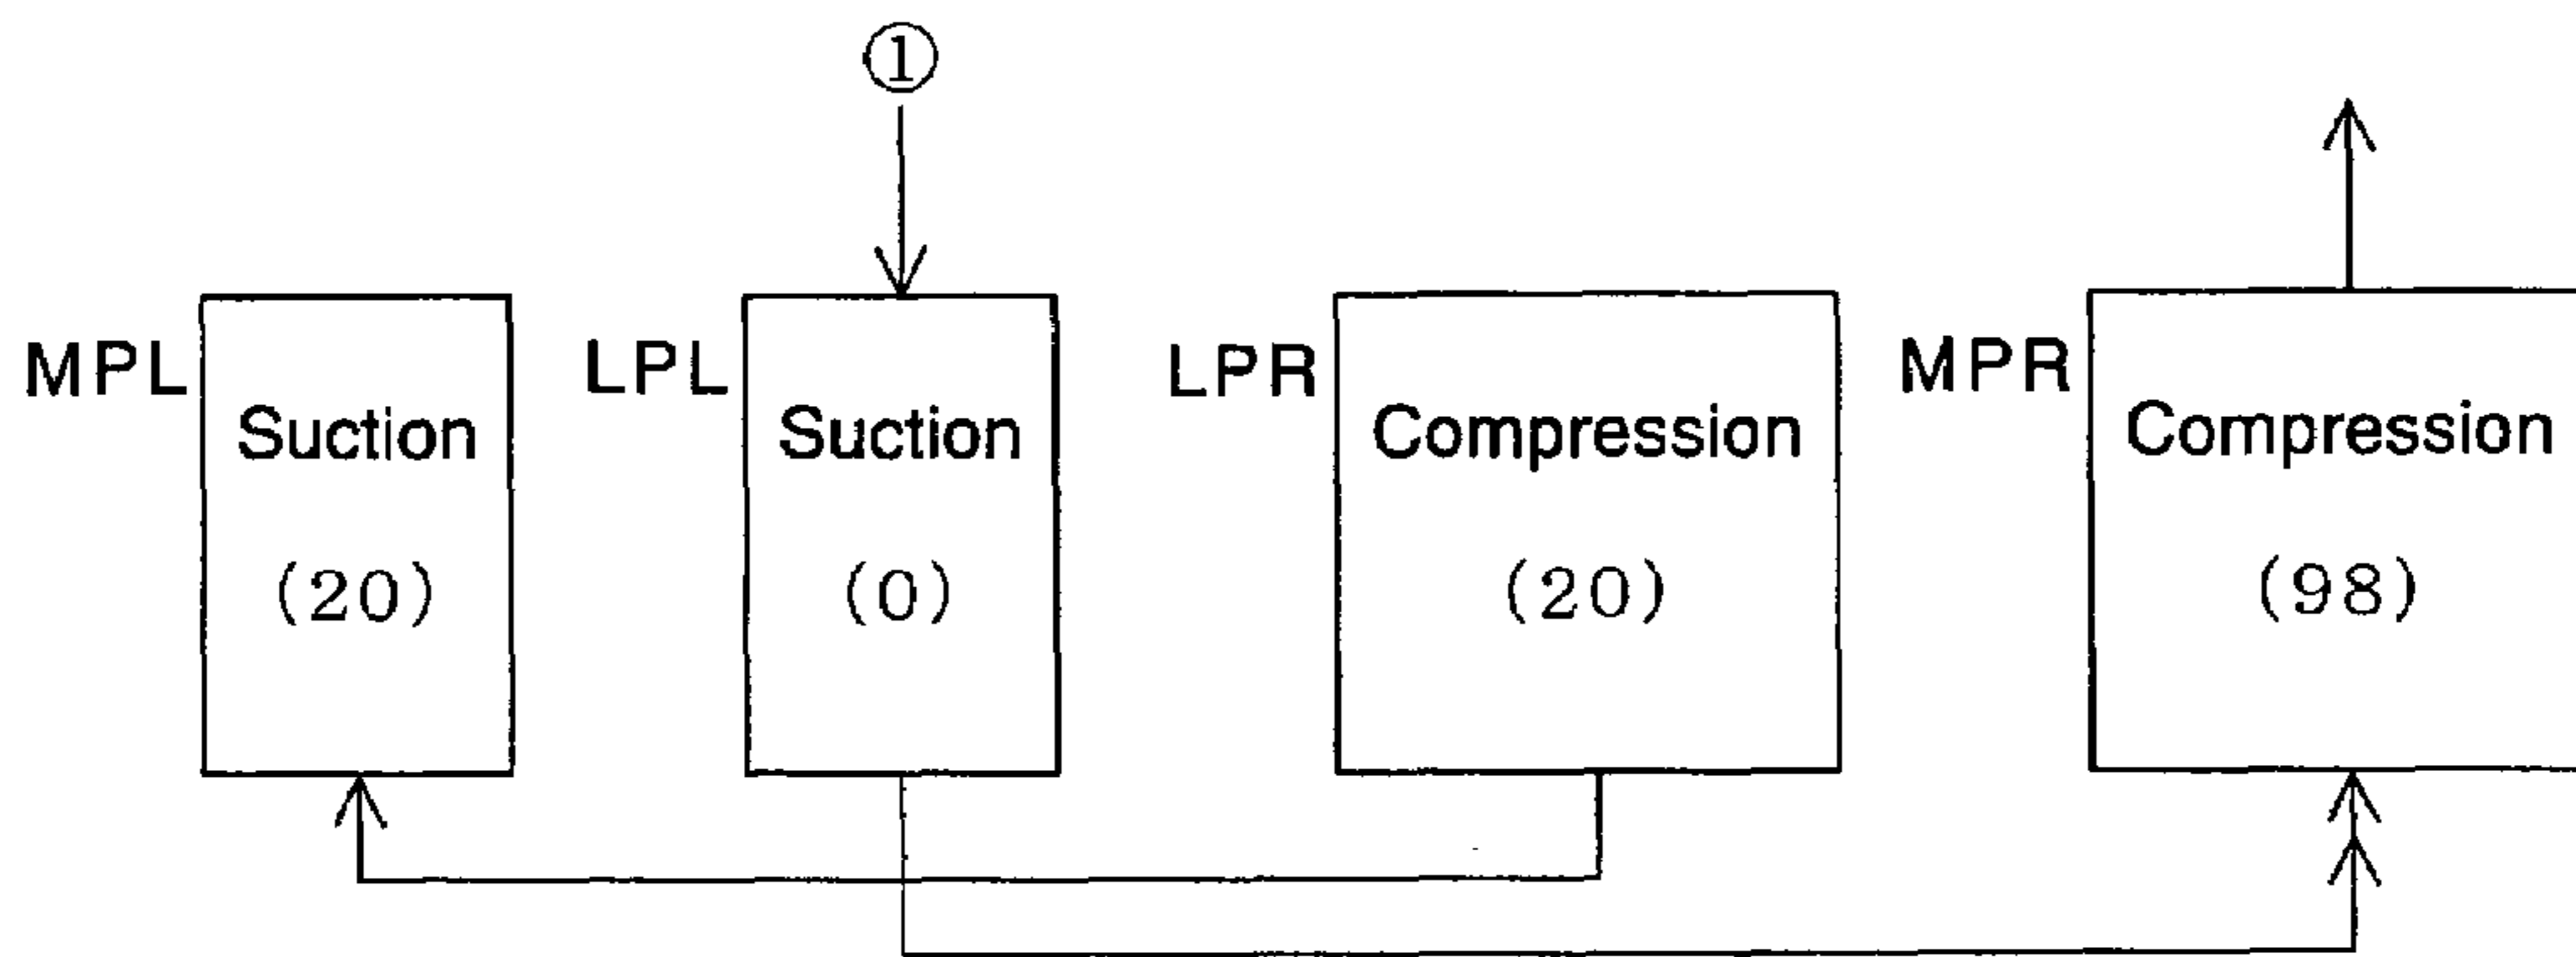 ①
MPL
Suction
(20)
LPL
Suction
(0)
LPR
Compression
(20)
MPR
Compression
(98)